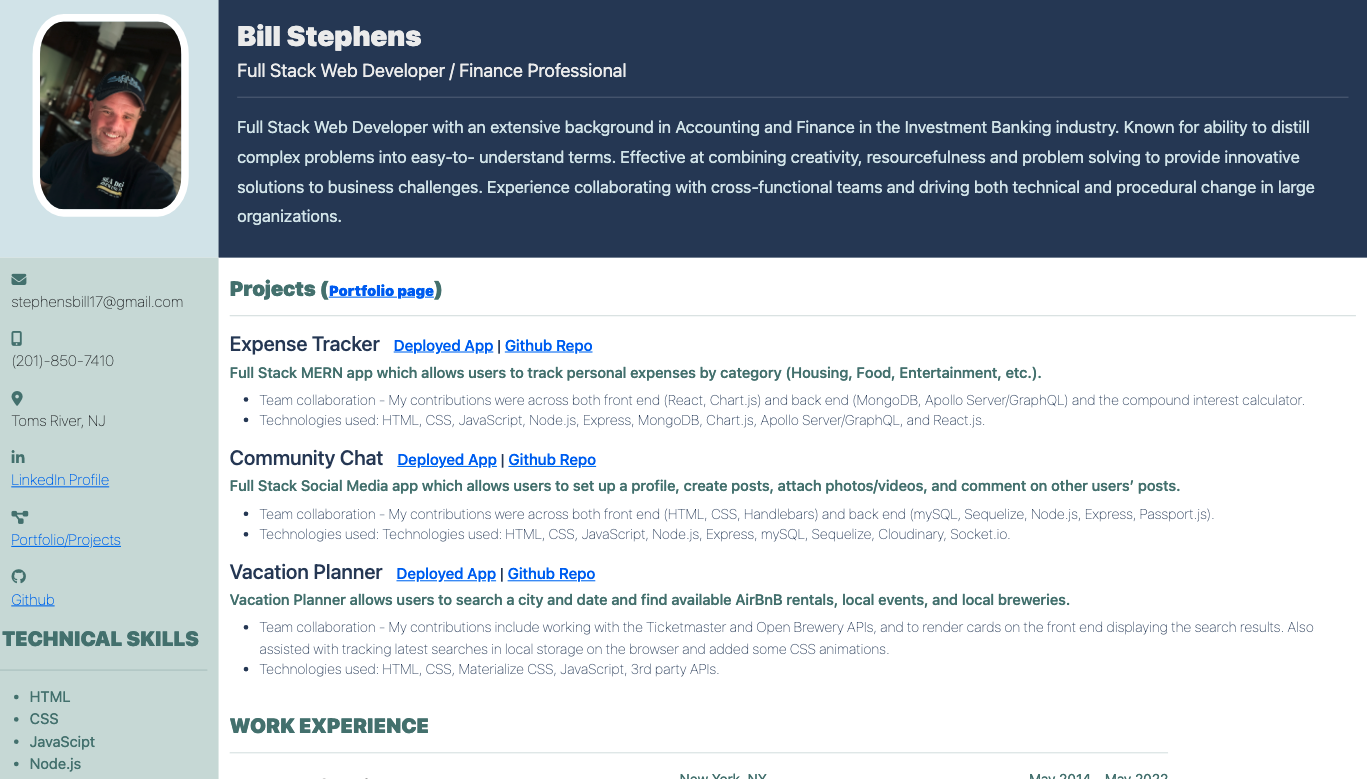 Bill Stephens
Full Stack Web Developer / Finance Professional
Full Stack Web Developer with an extensive background in Accounting and Finance in the Investment Banking industry. Known for ability to distill
complex problems into easy-to- understand terms. Effective at combining creativity, resourcefulness and problem solving to provide innovative
solutions to business challenges. Experience collaborating with cross-functional teams and driving both technical and procedural change in large
organizations.
stephensbill17@gmail.com
(201)-850-7410
Toms River, NJ
LinkedIn Profile
Portfolio/Projects
Github
TECHNICAL SKILLS
• HTML
• CSS
• JavaScipt
• Node.js
Projects (Portfolio page)
Expense Tracker Deployed App | Github Repo
Full Stack MERN app which allows users to track personal expenses by category (Housing, Food, Entertainment, etc.).
• Team collaboration - My contributions were across both front end (React, Chart.js) and back end (MongoDB, Apollo Server/GraphQL) and the compound interest calculator.
• Technologies used: HTML, CSS, JavaScript, Node.js, Express, MongoDB, Chart.js, Apollo Server/GraphQL, and React.js.
Community Chat Deployed App | Github Repo
Full Stack Social Media app which allows users to set up a profile, create posts, attach photos/videos, and comment on other users’ posts.
• Team collaboration - My contributions were across both front end (HTML, CSS, Handlebars) and back end (mySQL, Sequelize, Node.js, Express, Passport.js).
• Technologies used: Technologies used: HTML, CSS, JavaScript, Node.js, Express, mySQL, Sequelize, Cloudinary, Socket.io.
Vacation Planner Deployed App | Github Repo
Vacation Planner allows users to search a city and date and find available AirBnB rentals, local events, and local breweries.
• Team collaboration - My contributions include working with the Ticketmaster and Open Brewery APIs, and to render cards on the front end displaying the search results. Also
assisted with tracking latest searches in local storage on the browser and added some CSS animations.
• Technologies used: HTML, CSS, Materialize CSS, JavaScript, 3rd party APIs.
WORK EXPERIENCE
New York, NY May 2014 - May 2022